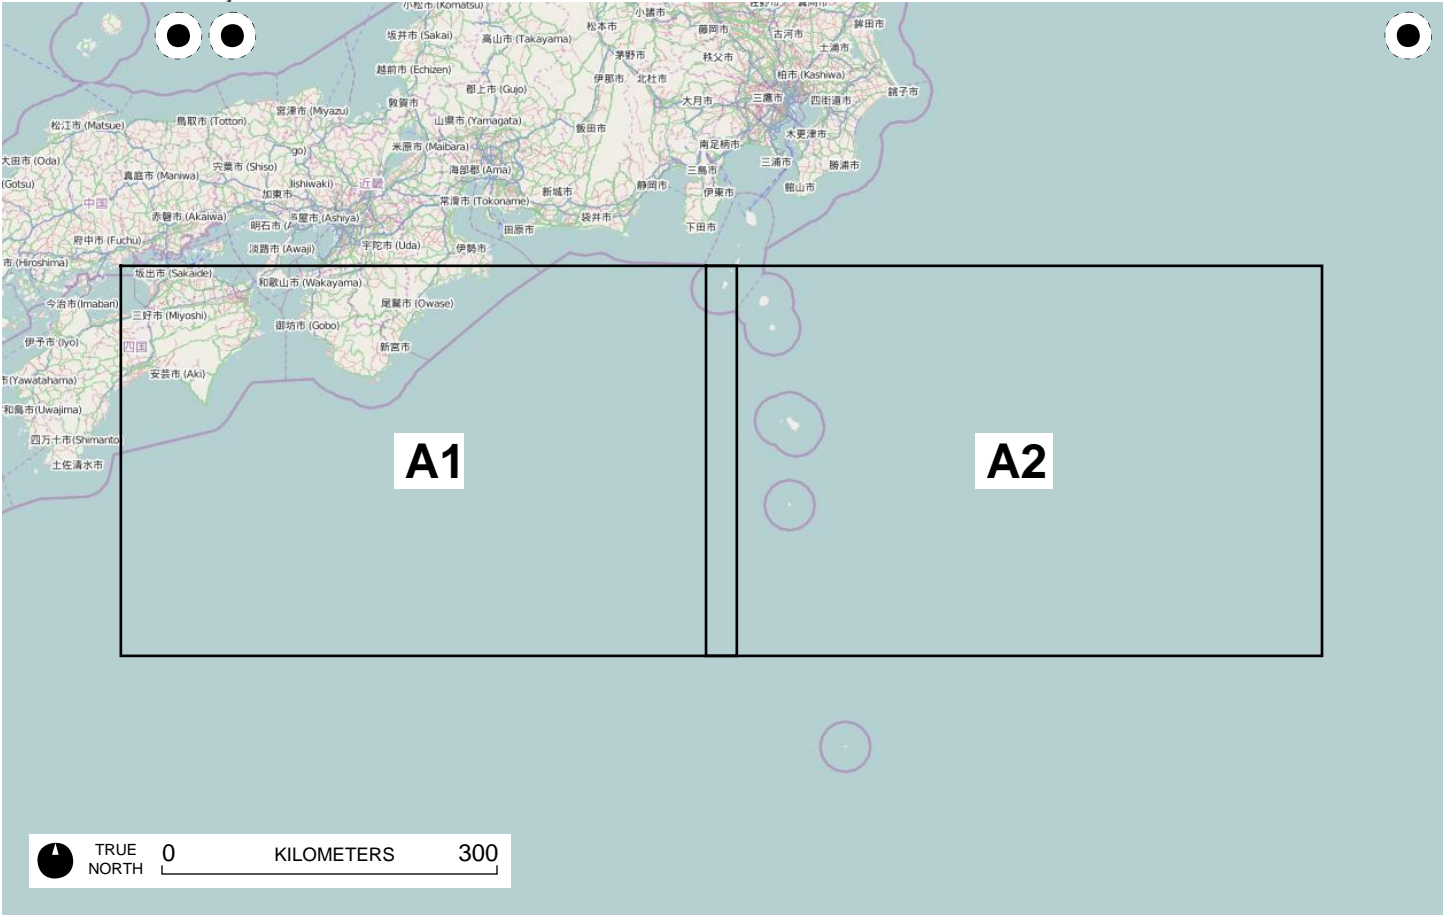 小松市 (Komatsu)
小諸市
松本市
藤岡市
古河市
鉾田市
坂井市 (Sakai)
高山市 (Takayama)
茅野市
秩父市
土浦市
越前市 (Echizen)
伊那市
北杜市
柏市 (Kashiwa)
郡上市 (Gujo)
銚子市
敦賀市
大月市
三鷹市
四街道市
宮津市 (Miyazu)
松江市 (Matsue)
鳥取市 (Tottori)
山県市 (Yamagata)
飯田市
木更津市
米原市 (Maibara)
南足柄市
大田市 (Oda)
go)
宍粟市 (Shiso)
海部郡 (Ama)
三島市
三浦市
勝浦市
(Gotsu)
真庭市 (Maniwa)
lishiwaki)
近畿
加東市
新城市
静岡市
伊東市
館山市
中国
常滑市 (Tokoname)
赤磐市 (Akaiwa)
明石市 (A
屋市 (Ashiya)
田原市
袋井市
下田市
府中市 (Fuchu)
淡路市 (Awaji)
宇陀市 (Uda)
伊勢市
市 (Hiroshima)
坂出市 (Sakaide)
和歌山市 (Wakayama)
今治市 (Imabari)
三好市 (Miyoshi)
尾鷲市 (Owase)
御坊市 (Gobo)
伊予市 (Iyo)
四国
新宮市
市(Yawatahama)
安芸市 (Aki)
和島市(Uwajima)
四万十市(Shimanto
土佐清水市
A1
A2
TRUE NORTH
0 KILOMETERS 300